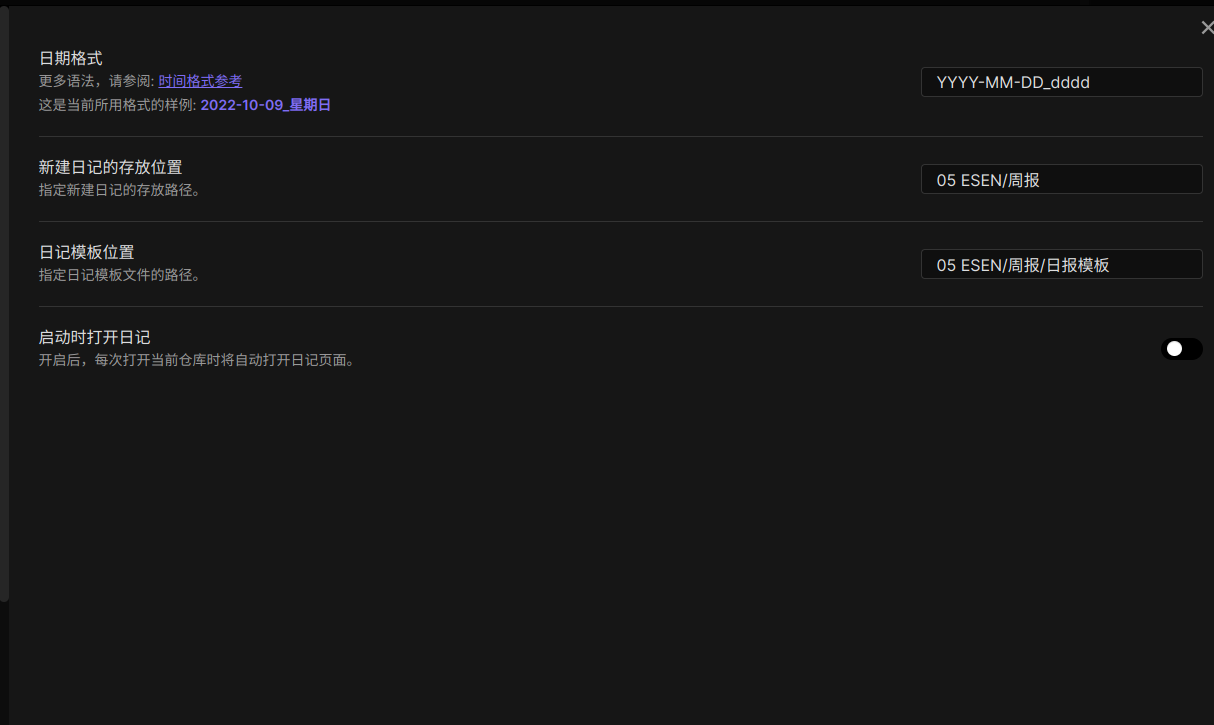 日期格式
更多语法，请参阅: 时间格式参考
这是当前所用格式的样例: 2022-10-09_星期日
YYYY-MM-DD_dddd
新建日记的存放位置
指定新建日记的存放路径。
05 ESEN/周报
日记模板位置
指定日记模板文件的路径。
05 ESEN/周报/日报模板
启动时打开日记
开启后，每次打开当前仓库时将自动打开日记页面。